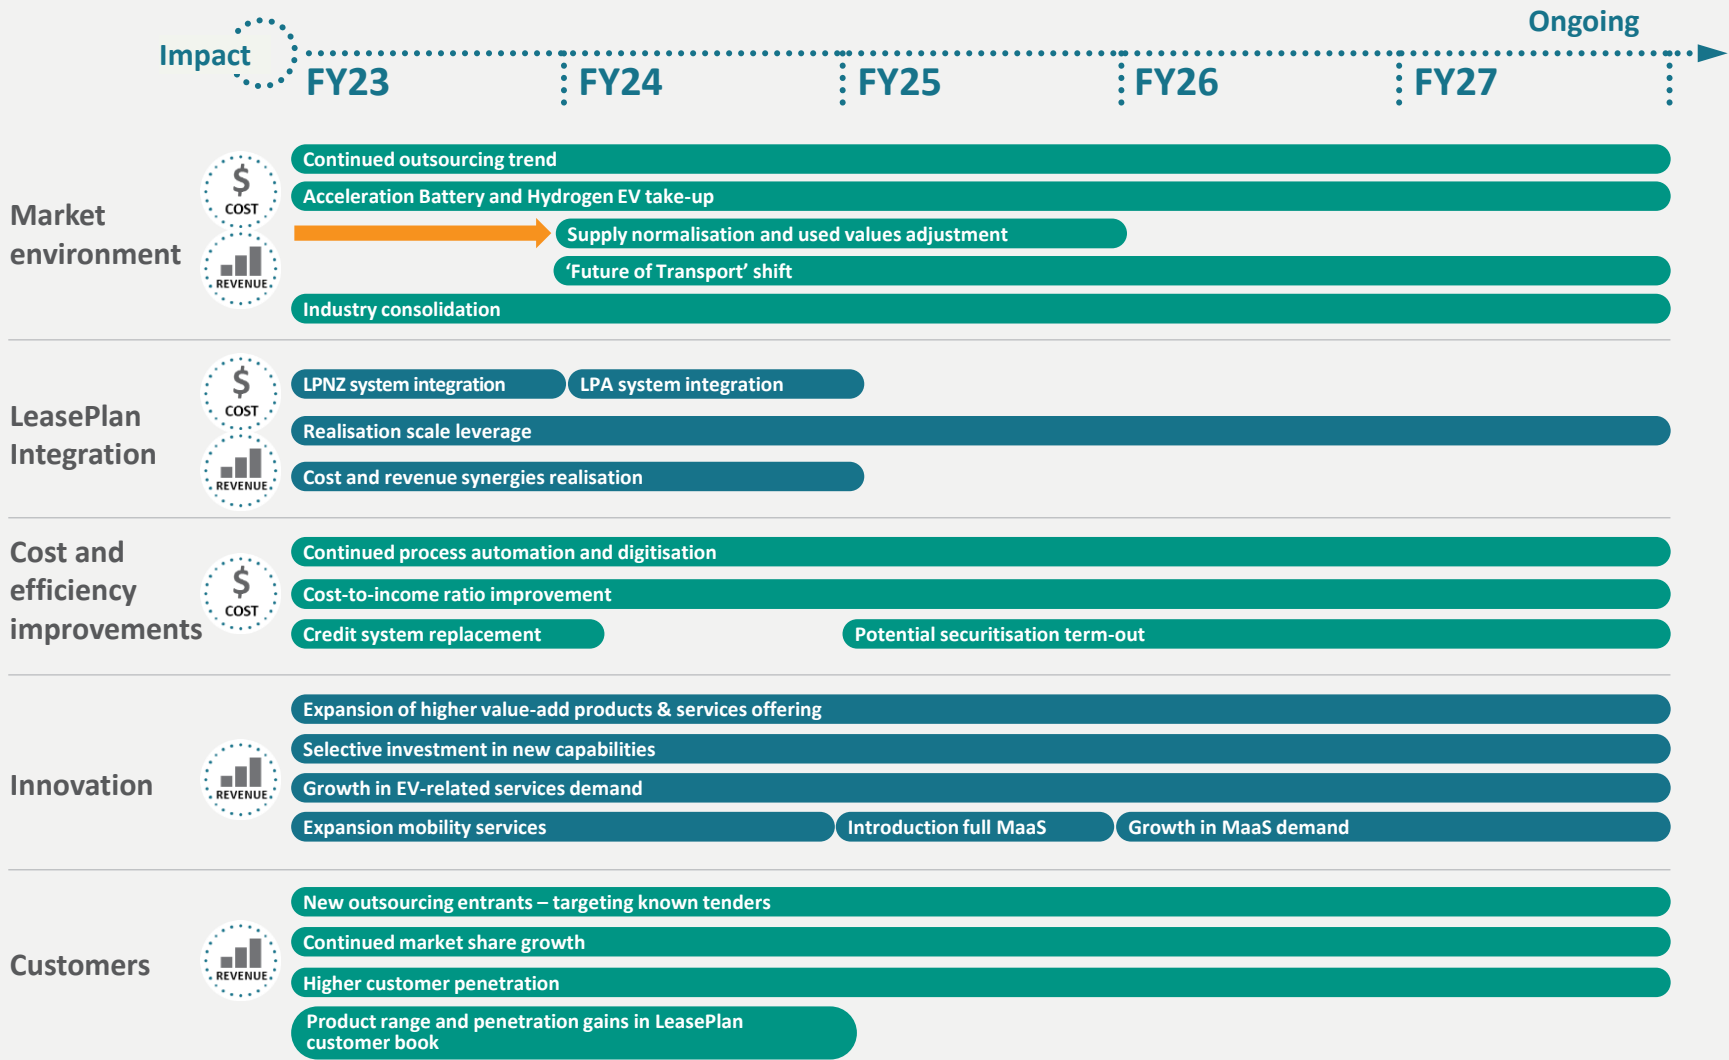 Impact
Ongoing
FY23
FY24
FY25
FY26
FY27
Market
environment
$
COST
REVENUE
Continued outsourcing trend
Acceleration Battery and Hydrogen EV take-up
Supply normalisation and used values adjustment
‘Future of Transport’ shift
Industry consolidation
LeasePlan
Integration
$
COST
REVENUE
LPNZ system integration
LPA system integration
Realisation scale leverage
Cost and revenue synergies realisation
Cost and
efficiency
improvements
$
COST
Continued process automation and digitisation
Cost-to-income ratio improvement
Credit system replacement
Potential securitisation term-out
Innovation
REVENUE
Expansion of higher value-add products & services offering
Selective investment in new capabilities
Growth in EV-related services demand
Expansion mobility services
Introduction full MaaS
Growth in MaaS demand
Customers
REVENUE
New outsourcing entrants – targeting known tenders
Continued market share growth
Higher customer penetration
Product range and penetration gains in LeasePlan
customer book